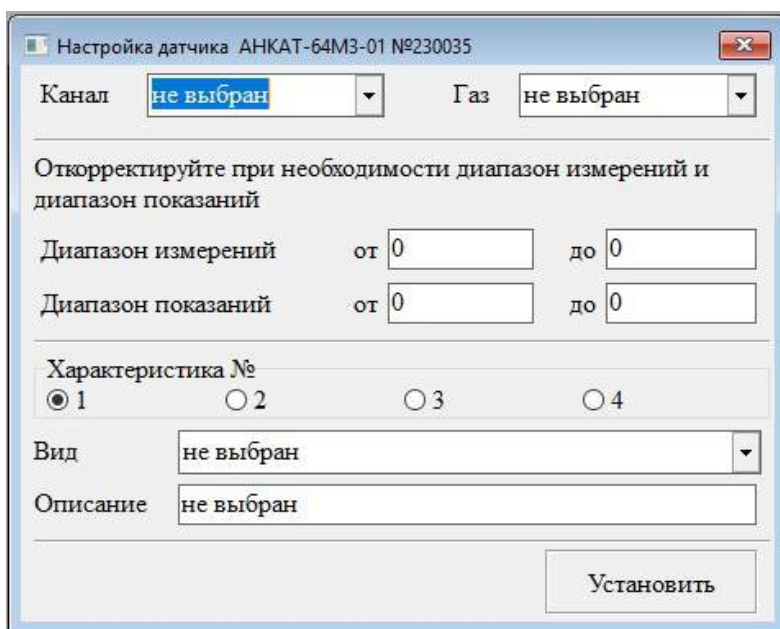 Настройка датчика АНКАТ-64М3-01 №230035
Канал не выбран Газ не выбран
Откорректируйте при необходимости диапазон измерений и
диапазон показаний
Диапазон измерений от 0 до 0
Диапазон показаний от 0 до 0
Характеристика №
1 2 3 4
Вид не выбран
Описание не выбран
Установить